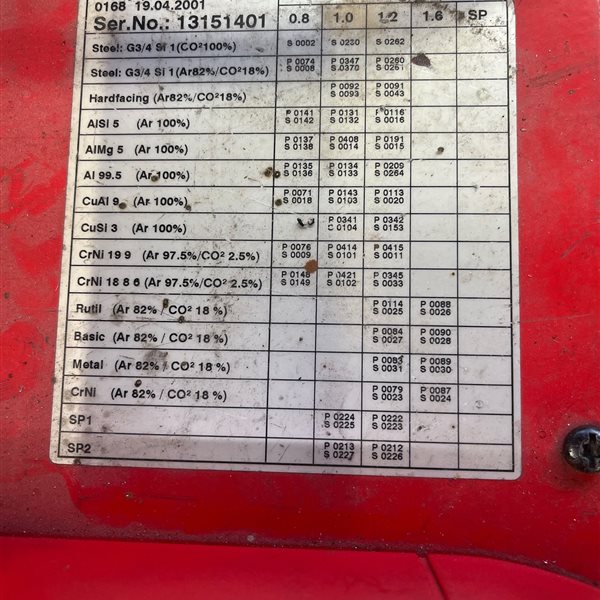 0168 19.04.2001
Ser.No.: 13151401 0.8 1.0 1.2 1.6 SP
Steel: G3/4 Si 1(CO²100%) S 0002 S 0230 S 0262
Steel: G3/4 Si 1(Ar82%/CO²18%) P 0074 P 0347 P 0260
S 0008 S 0370 S 0261
Hardfacing (Ar82%/CO²18%) P 0092 P 0091
S 0093 S 0043
AlSi 5 (Ar 100%) P 0141 P 0131 P 0116
S 0142 S 0132 S 0016
AlMg 5 (Ar 100%) P 0137 P 0408 P 0191
S 0138 S 0014 S 0015
Al 99.5 (Ar 100%) P 0135 P 0134 P 0209
S 0136 S 0133 S 0264
CuAl 9 (Ar 100%) P 0071 P 0143 P 0113
S 0018 S 0103 S 0020
CuSi 3 (Ar 100%) P 0341 P 0342
0104 S 0153
CrNi 19 9 (Ar 97.5%/CO² 2.5%) P 0076 P 0414 P 0415
S 0009 S 0101 S 0011
CrNi 18 8 6 (Ar 97.5%/CO² 2.5%) P 0148 P 0421 P 0345
S 0149 S 0102 S 0033
Rutil (Ar 82% / CO² 18 %) P 0114 P 0088
S 0025 S 0026
Basic (Ar 82% / CO² 18 %) P 0084 P 0090
S 0027 S 0028
Metal (Ar 82% / CO² 18 %) P 0083 P 0089
S 0031 S 0030
CrNi (Ar 82% / CO² 18 %) P 0079 P 0087
S 0023 S 0024
SP1 P 0224 P 0222
S 0225 S 0223
SP2 P 0213 P 0212
S 0227 S 0226